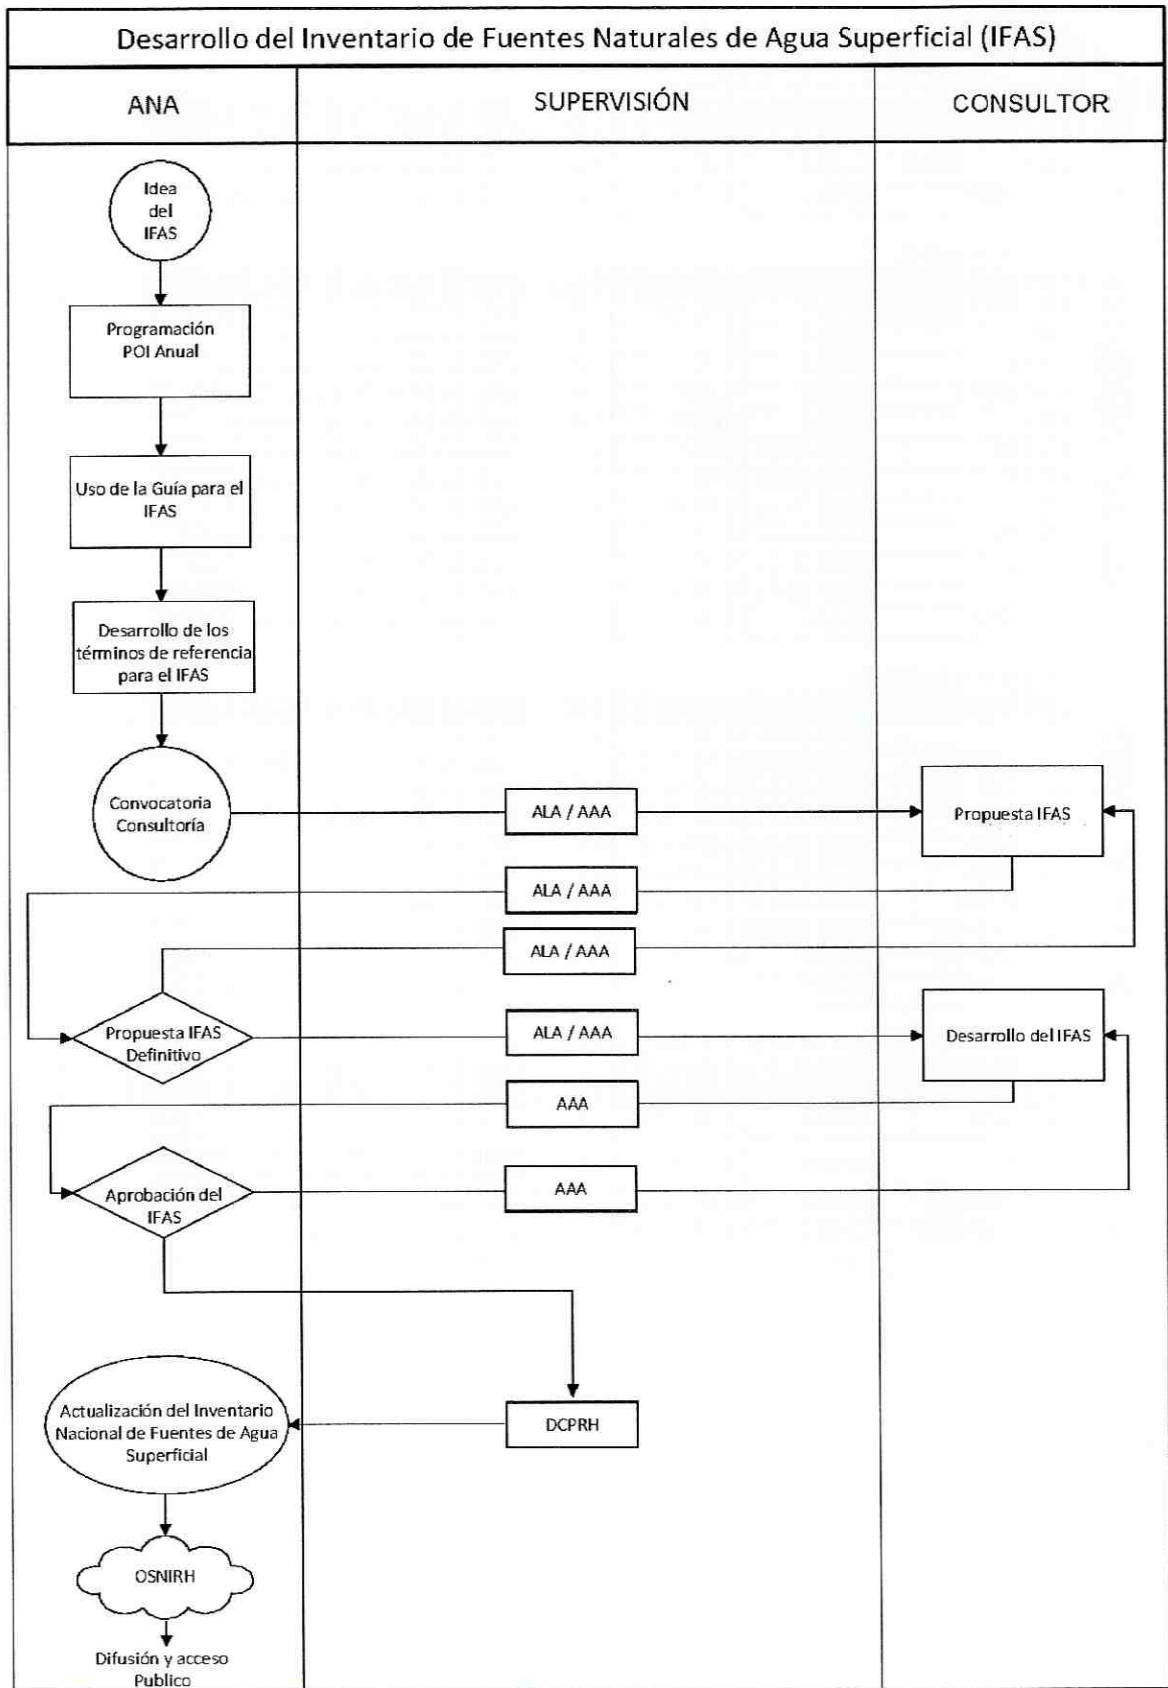 Desarrollo del Inventario de Fuentes Naturales de Agua Superficial (IFAS)
ANA
SUPERVISIÓN
CONSULTOR
Idea
del
IFAS
Programación
POI Anual
Uso de la Guía para el
IFAS
Desarrollo de los
términos de referencia
para el IFAS
Convocatoria
Consultoría
ALA / AAA
Propuesta IFAS
ALA / AAA
ALA / AAA
Propuesta IFAS
Definitivo
ALA / AAA
Desarrollo del IFAS
AAA
Aprobación del
IFAS
AAA
Actualización del Inventario
Nacional de Fuentes de Agua
Superficial
DCPRH
OSNIRH
Difusión y acceso
Publico